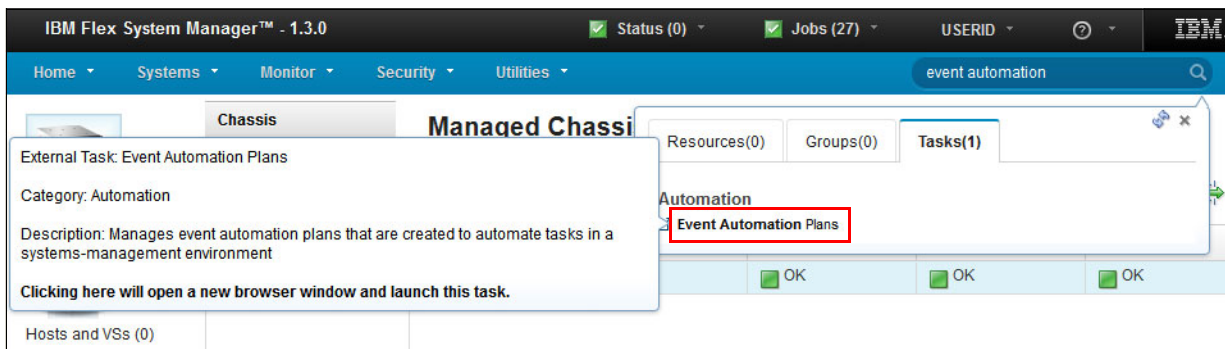 IBM Flex System Manager™ - 1.3.0
Status (0)
Jobs (27)
USERID
IBM
Home
Systems
Monitor
Security
Utilities
event automation
Chassis
Managed Chassi
Resources(0)
Groups(0)
Tasks(1)
External Task: Event Automation Plans
Category: Automation
Description: Manages event automation plans that are created to automate tasks in a
systems-management environment
Clicking here will open a new browser window and launch this task.
Automation
Event Automation Plans
OK
OK
OK
Hosts and VSs (0)